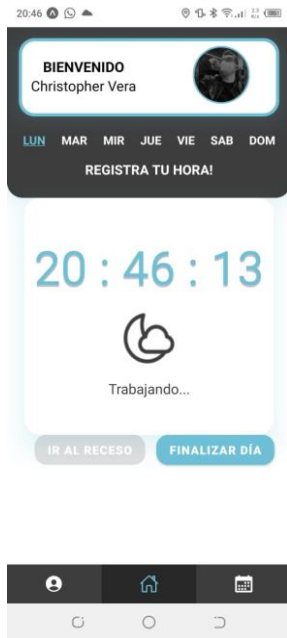 20:46
BIENVENIDO
Christopher Vera
LUN MAR MIR JUE VIE SAB DOM
REGISTRA TU HORA!
20 : 46 : 13
Trabajando...
IR AL RECESO FINALIZAR DÍA